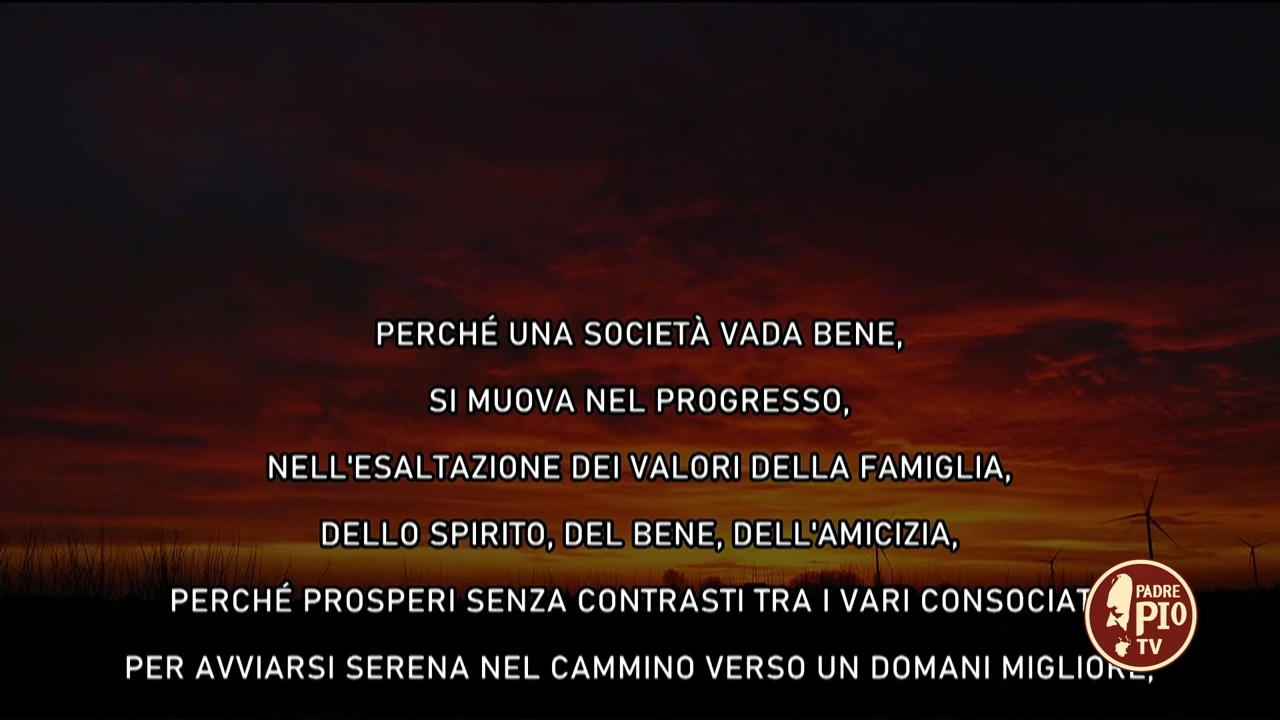 PERCHÉ UNA SOCIETÀ VADA BENE,
SI MUOVA NEL PROGRESSO,
NELL'ESALTAZIONE DEI VALORI DELLA FAMIGLIA,
DELLO SPIRITO, DEL BENE, DELL'AMICIZIA,
PERCHÉ PROSPERI SENZA CONTRASTI TRA I VARI
PER AVVIARSI SERENA NEL CAMMINO VERSO UN DOMANI MIGLIORE,
PADRE
PIO
TV